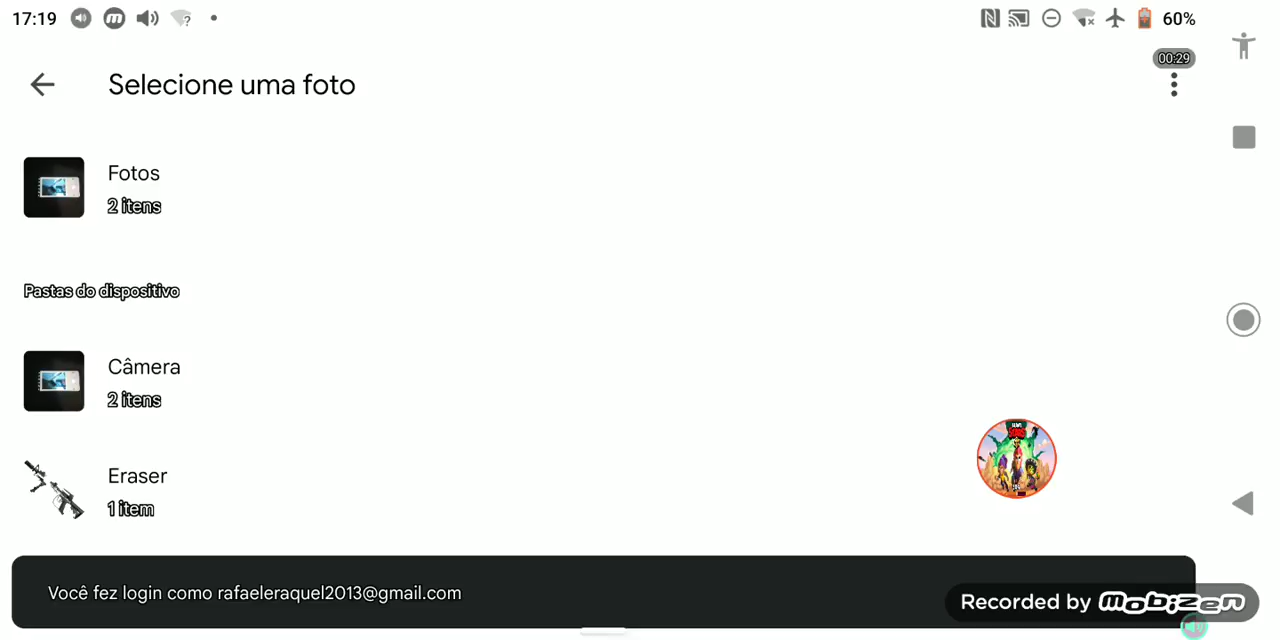 17:19
60%
00:29
Selecione uma foto
Fotos
2 itens
Pastas do dispositivo
Câmera
2 itens
Eraser
1 item
Você fez login como rafaeleraquel2013@gmail.com
Recorded by mobizen